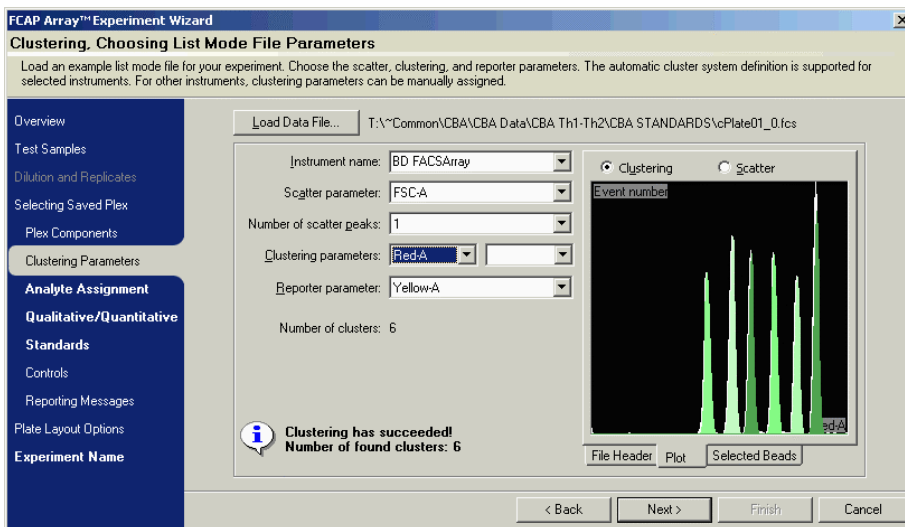 FCAP Array™ Experiment Wizard
Clustering, Choosing List Mode File Parameters
Load an example list mode file for your experiment. Choose the scatter, clustering, and reporter parameters. The automatic cluster system definition is supported for
selected instruments. For other instruments, clustering parameters can be manually assigned.
Overview
Test Samples
Dilution and Replicates
Selecting Saved Plex
Plex Components
Clustering Parameters
Analyte Assignment
Qualitative/Quantitative
Standards
Controls
Reporting Messages
Plate Layout Options
Experiment Name
Load Data File... T:\~Common\CBA\CBA Data\CBA Th1-Th2\CBA STANDARDS\cPlate01_0.fcs
Instrument name: BD FACSArray
Scatter parameter: FSC-A
Number of scatter peaks: 1
Clustering parameters: Red-A
Reporter parameter: Yellow-A
Number of clusters: 6
Clustering has succeeded!
Number of found clusters: 6
Clustering Scatter
Event number
ed-A
File Header Plot Selected Beads
< Back Next > Finish Cancel